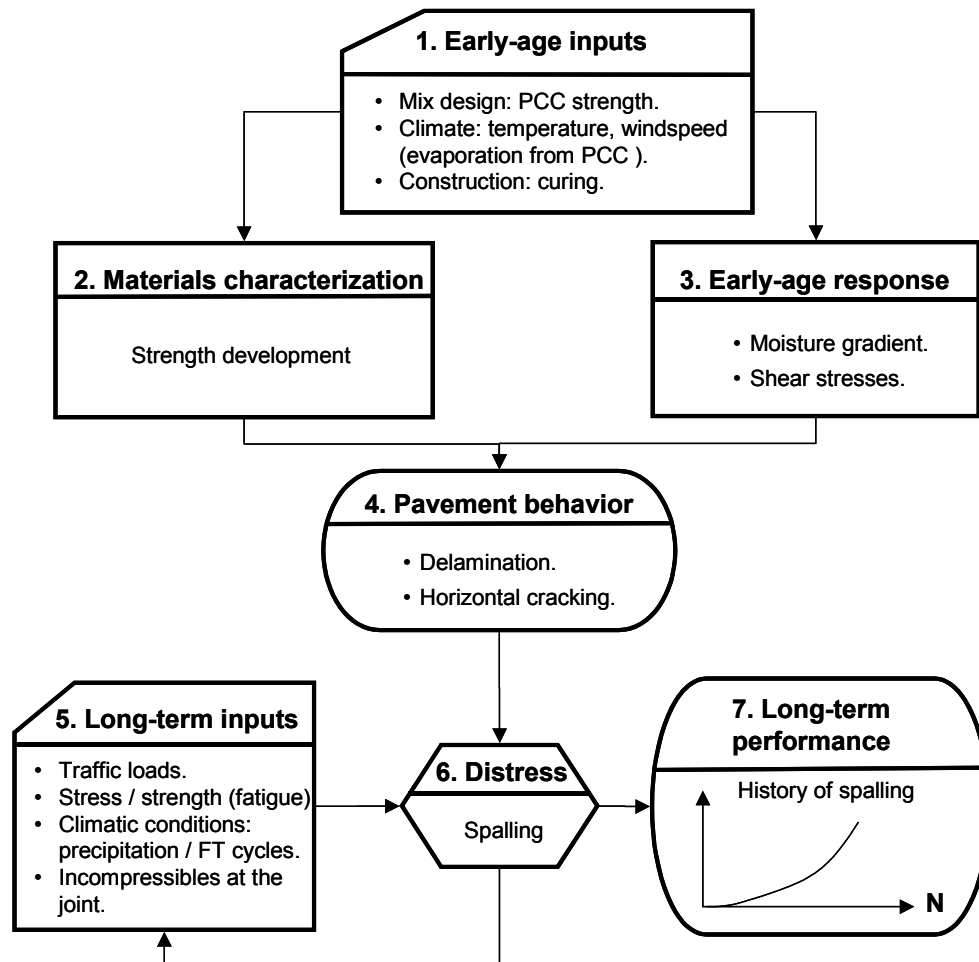 1. Early-age inputs
• Mix design: PCC strength.
• Climate: temperature, windspeed
(evaporation from PCC ).
• Construction: curing.
2. Materials characterization
Strength development
3. Early-age response
• Moisture gradient.
• Shear stresses.
4. Pavement behavior
• Delamination.
• Horizontal cracking.
5. Long-term inputs
• Traffic loads.
• Stress / strength (fatigue)
• Climatic conditions:
precipitation / FT cycles.
• Incompressibles at the
joint.
6. Distress
Spalling
7. Long-term
performance
History of spalling
N